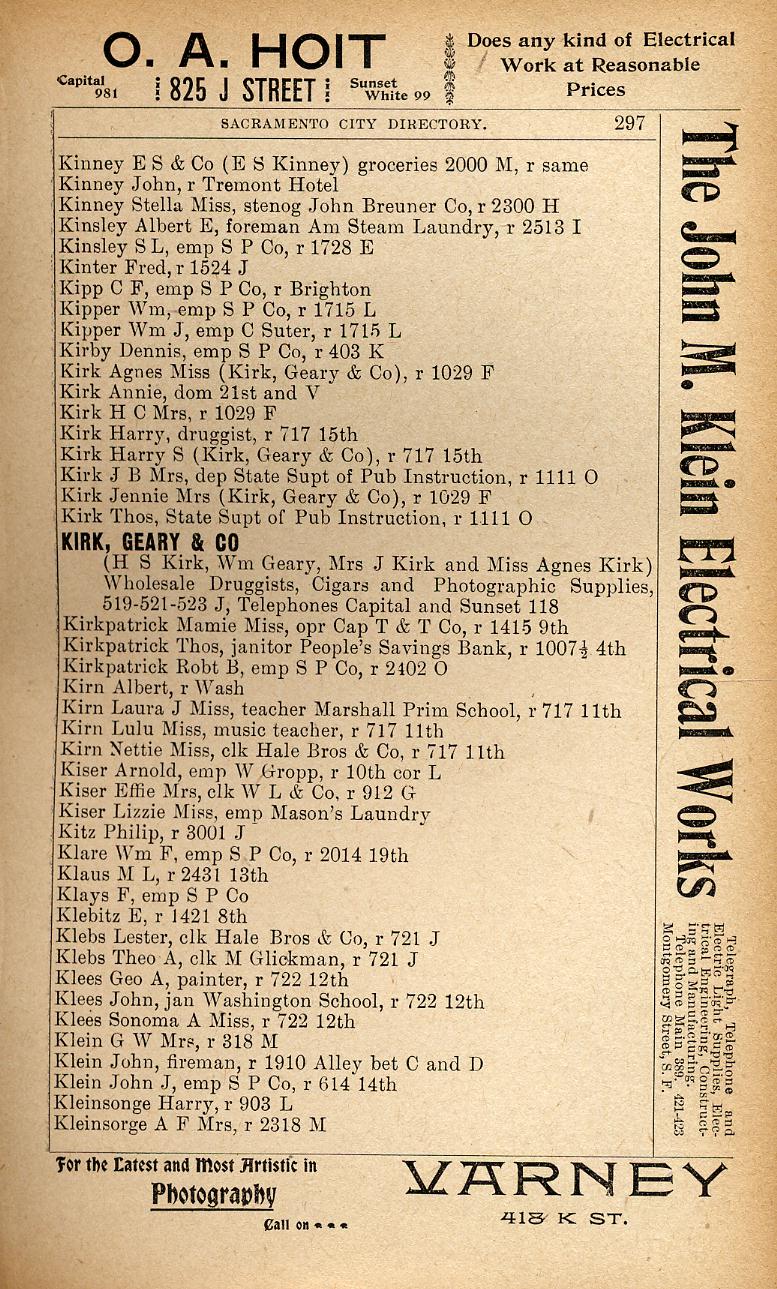 O. A. HOIT
Capital 981
825 J STREET
Sunset White 99
Does any kind of Electrical
Work at Reasonable
Prices
SACRAMENTO CITY DIRECTORY. 297
Kinney E S & Co (E S Kinney) groceries 2000 M, r same
Kinney John, r Tremont Hotel
Kinney Stella Miss, stenog John Breuner Co, r 2300 H
Kinsley Albert E, foreman Am Steam Laundry, r 2513 I
Kinsley S L, emp S P Co, r 1728 E
Kinter Fred, r 1524 J
Kipp C F, emp S P Co, r Brighton
Kipper Wm, emp S P Co, r 1715 L
Kipper Wm J, emp C Suter, r 1715 L
Kirby Dennis, emp S P Co, r 403 K
Kirk Agnes Miss (Kirk, Geary & Co), r 1029 F
Kirk Annie, dom 21st and V
Kirk H C Mrs, r 1029 F
Kirk Harry, druggist, r 717 15th
Kirk Harry S (Kirk, Geary & Co), r 717 15th
Kirk J B Mrs, dep State Supt of Pub Instruction, r 1111 O
Kirk Jennie Mrs (Kirk, Geary & Co), r 1029 F
Kirk Thos, State Supt of Pub Instruction, r 1111 O
KIRK, GEARY & CO
(H S Kirk, Wm Geary, Mrs J Kirk and Miss Agnes Kirk)
Wholesale Druggists, Cigars and Photographic Supplies,
519-521-523 J, Telephones Capital and Sunset 118
Kirkpatrick Mamie Miss, opr Cap T & T Co, r 1415 9th
Kirkpatrick Thos, janitor People's Savings Bank, r 1007½ 4th
Kirkpatrick Robt B, emp S P Co, r 2402 O
Kirn Albert, r Wash
Kirn Laura J Miss, teacher Marshall Prim School, r 717 11th
Kirn Lulu Miss, music teacher, r 717 11th
Kirn Nettie Miss, clk Hale Bros & Co, r 717 11th
Kiser Arnold, emp W Gropp, r 10th cor L
Kiser Effie Mrs, clk W L & Co, r 912 G
Kiser Lizzie Miss, emp Mason's Laundry
Kitz Philip, r 3001 J
Klare Wm F, emp S P Co, r 2014 19th
Klaus M L, r 2431 13th
Klays F, emp S P Co
Klebitz E, r 1421 8th
Klebs Lester, clk Hale Bros & Co, r 721 J
Klebs Theo A, clk M Glickman, r 721 J
Klees Geo A, painter, r 722 12th
Klees John, jan Washington School, r 722 12th
Klees Sonoma A Miss, r 722 12th
Klein G W Mrs, r 318 M
Klein John, fireman, r 1910 Alley bet C and D
Klein John J, emp S P Co, r 614 14th
Kleinsonge Harry, r 903 L
Kleinsorge A F Mrs, r 2318 M
The John M. Klein Electrical Works
Telegraph, Telephone and
Electric Light Supplies, Elec-
trical Engineering, Construct-
ing and Manufacturing.
Telephone Main 389. 421-423
Montgomery Street, S. F.
For the Latest and Most Artistic in
Photography
Call on
VARNEY
418 K ST.